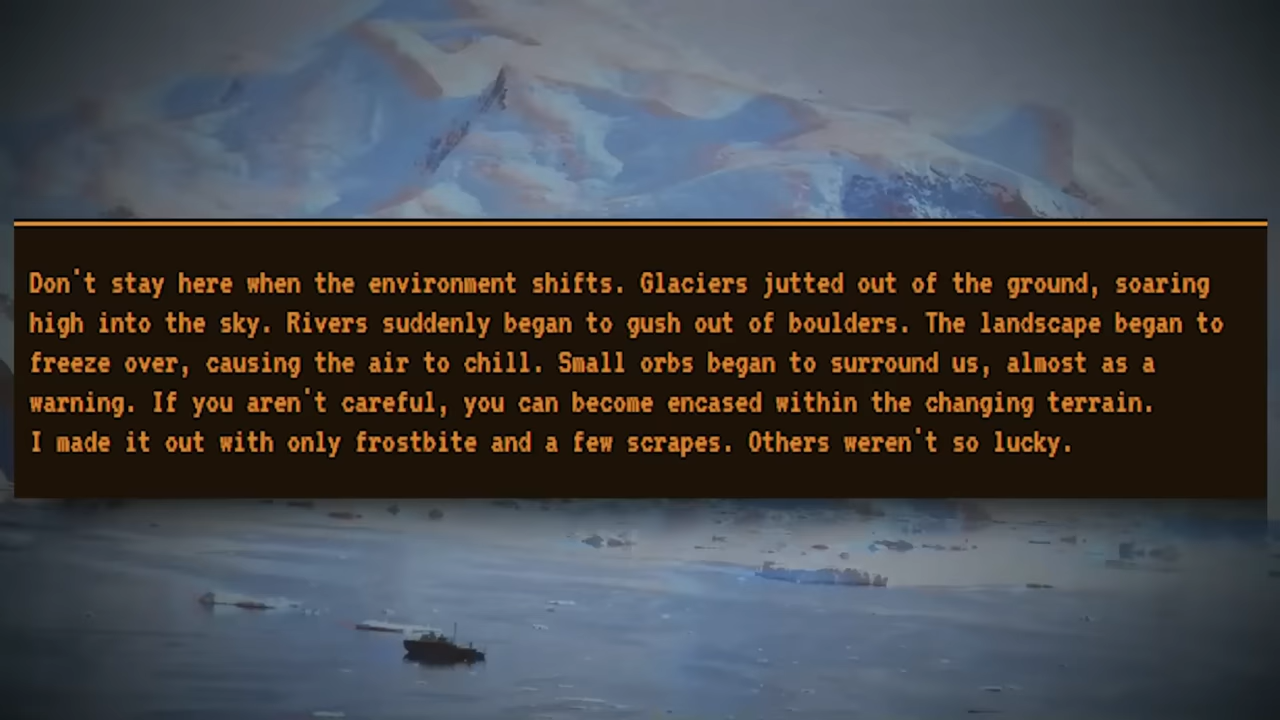 Don't stay here when the environment shifts. Glaciers jutted out of the ground, soaring
high into the sky. Rivers suddenly began to gush out of boulders. The landscape began to
freeze over, causing the air to chill. Small orbs began to surround us, almost as a
warning. If you aren't careful, you can become encased within the changing terrain.
I made it out with only frostbite and a few scrapes. Others weren't so lucky.